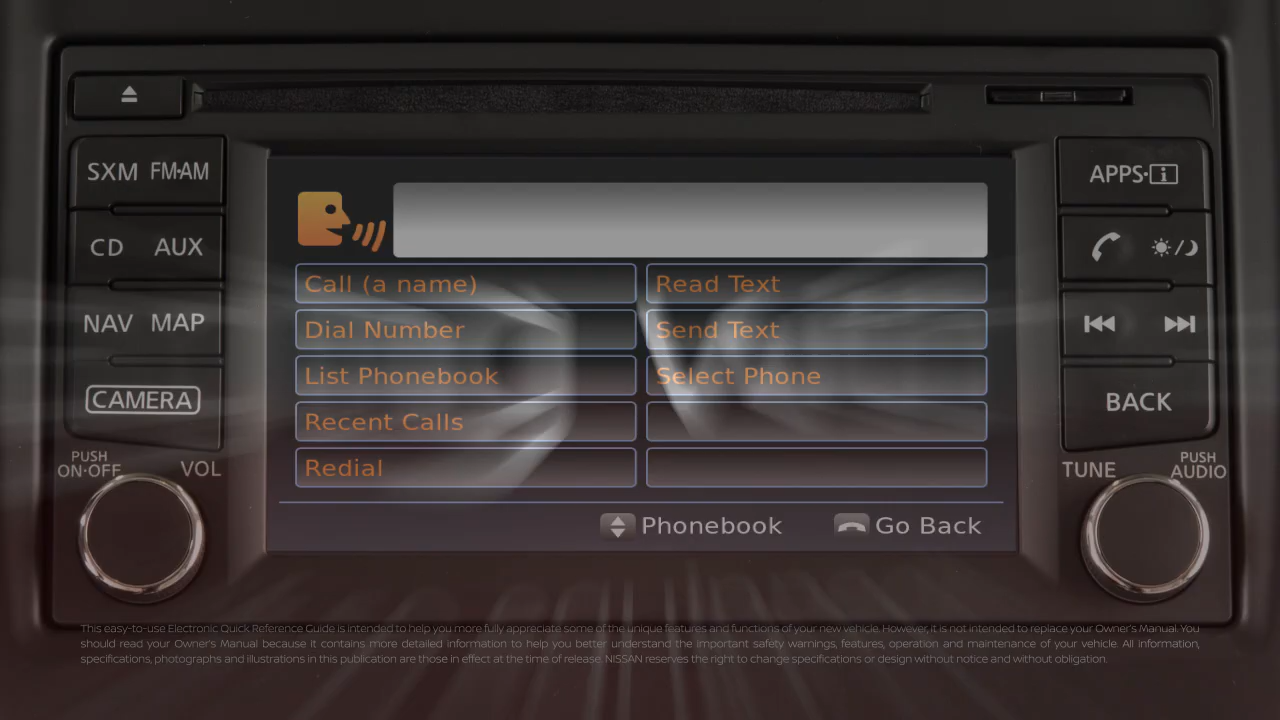 SXM FM·AM
CD AUX
NAV MAP
CAMERA
PUSH
ON·OFF VOL
Call (a name)
Dial Number
List Phonebook
Recent Calls
Redial
Read Text
Send Text
Select Phone
Phonebook Go Back
APPS·i
BACK
TUNE PUSH
AUDIO
This easy-to-use Electronic Quick Reference Guide is intended to help you more fully appreciate some of the unique features and functions of your new vehicle. However, it is not intended to replace your Owner's Manual. You
should read your Owner's Manual because it contains more detailed information to help you better understand the important safety warnings, features, operation and maintenance of your vehicle. All information,
specifications, photographs and illustrations in this publication are those in effect at the time of release. NISSAN reserves the right to change specifications or design without notice and without obligation.